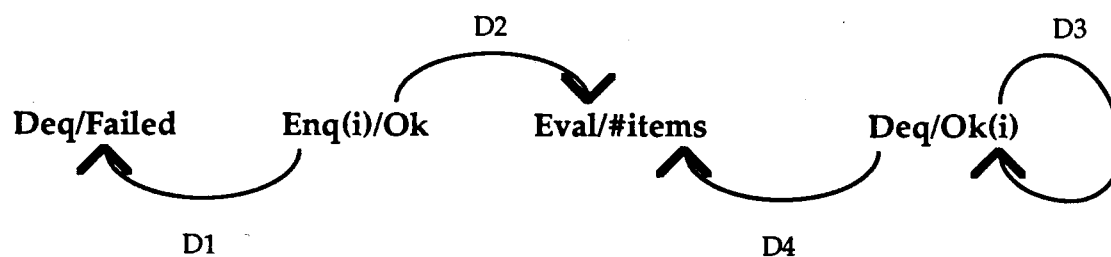 D2
D3
Deq/Failed
Enq(i)/Ok
Eval/#items
Deq/Ok(i)
D1
D4